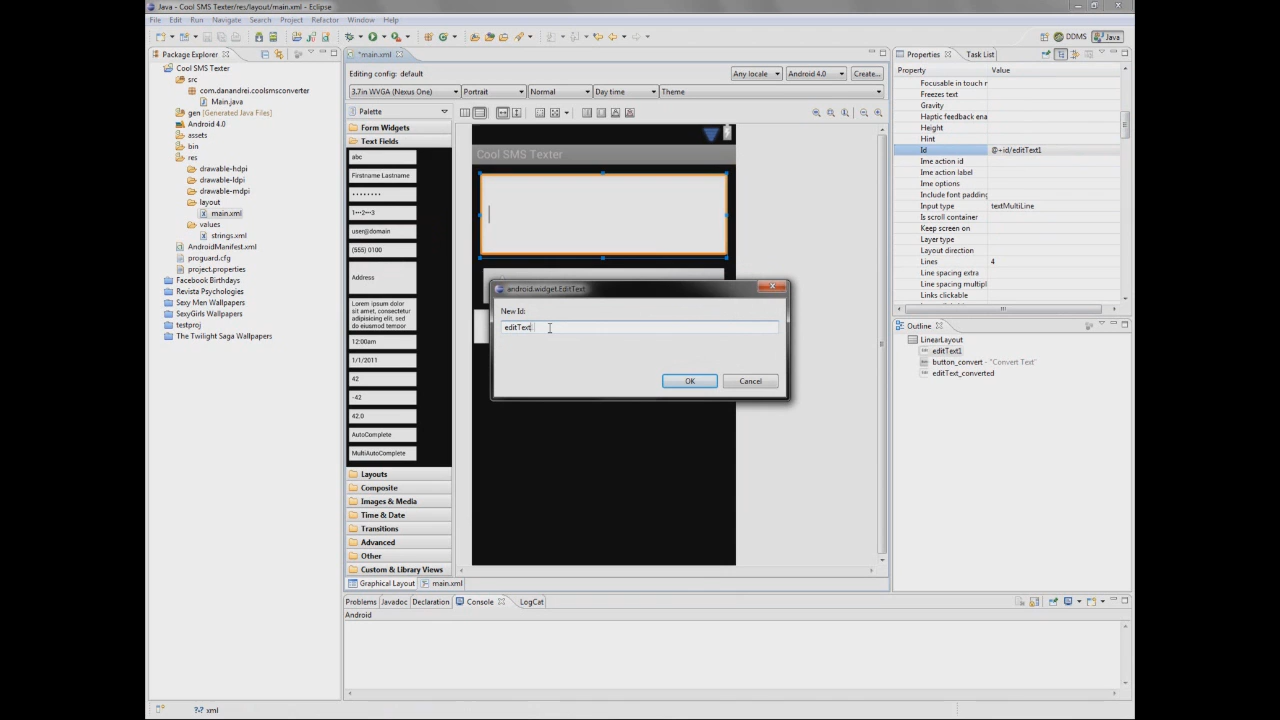 Java - Cool SMS Texter/res/layout/main.xml - Eclipse
File Edit Run Navigate Search Project Refactor Window Help
DDMS Java
Package Explorer
Cool SMS Texter
src
com.danandrei.coolsmsconverter
Main.java
gen [Generated Java Files]
Android 4.0
assets
bin
res
drawable-hdpi
drawable-ldpi
drawable-mdpi
layout
main.xml
values
strings.xml
AndroidManifest.xml
proguard.cfg
project.properties
Facebook Birthdays
Revista Psychologies
Sexy Men Wallpapers
SexyGirls Wallpapers
testproj
The Twilight Saga Wallpapers
*main.xml
Editing config: default
Any locale Android 4.0 Create...
3.7in WVGA (Nexus One) Portrait Normal Day time Theme
Palette
Form Widgets
Text Fields
abc
Firstname Lastname
1•••2•••3
user@domain
(555) 0100
Address
Lorem ipsum dolor
sit amet, consectetur
adipisicing elit, sed
do eiusmod tempor
12:00am
1/1/2011
42
-42
42.0
AutoComplete
MultiAutoComplete
Layouts
Composite
Images & Media
Time & Date
Transitions
Advanced
Other
Custom & Library Views
Graphical Layout main.xml
Cool SMS Texter
android.widget.EditText
New Id:
editText
OK Cancel
Properties Task List
Property Value
Focusable in touch r
Freezes text
Gravity
Haptic feedback ena
Height
Hint
Id @+id/editText1
Ime action id
Ime action label
Ime options
Include font padding
Input type textMultiLine
Is scroll container
Keep screen on
Layer type
Layout direction
Lines 4
Line spacing extra
Line spacing multipl
Links clickable
Outline
LinearLayout
editText1
button_convert - "Convert Text"
editText_converted
Problems Javadoc Declaration Console LogCat
Android
xml